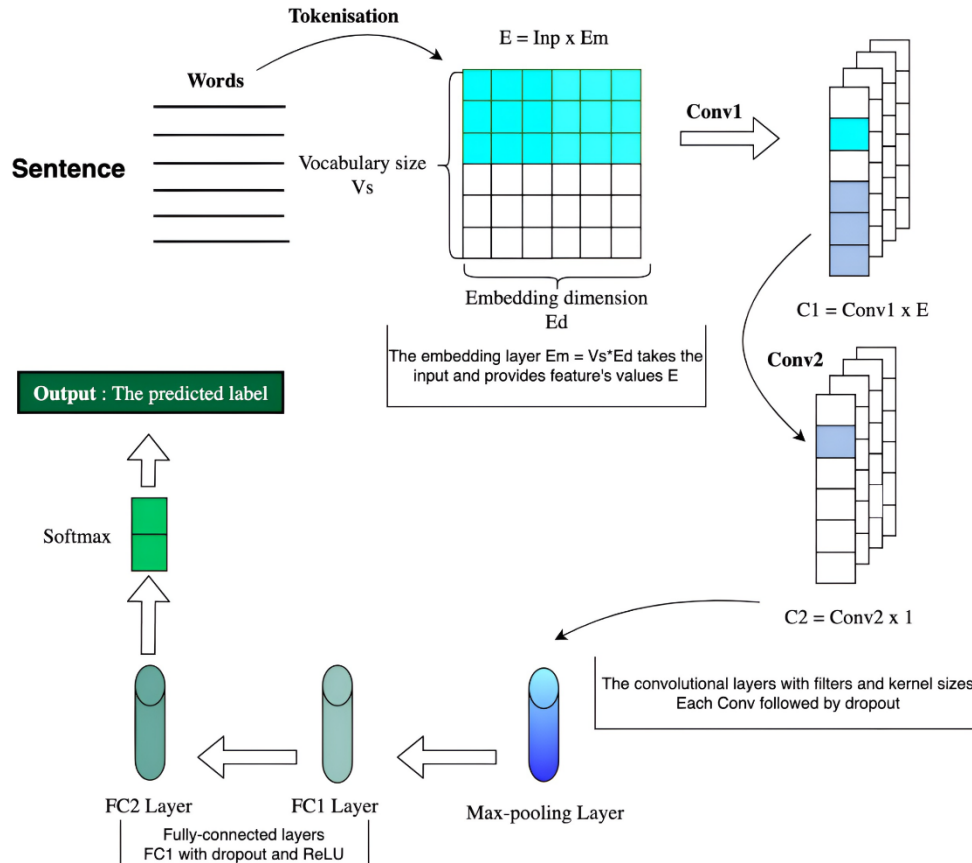 Tokenisation
Words
Sentence
E = Inp x Em
Vocabulary size
Vs
Embedding dimension
Ed
The embedding layer Em = Vs*Ed takes the
input and provides feature's values E
Conv1
C1 = Conv1 x E
Conv2
C2 = Conv2 x 1
The convolutional layers with filters and kernel sizes
Each Conv followed by dropout
Max-pooling Layer
FC1 Layer
FC2 Layer
Fully-connected layers
FC1 with dropout and ReLU
Softmax
Output : The predicted label